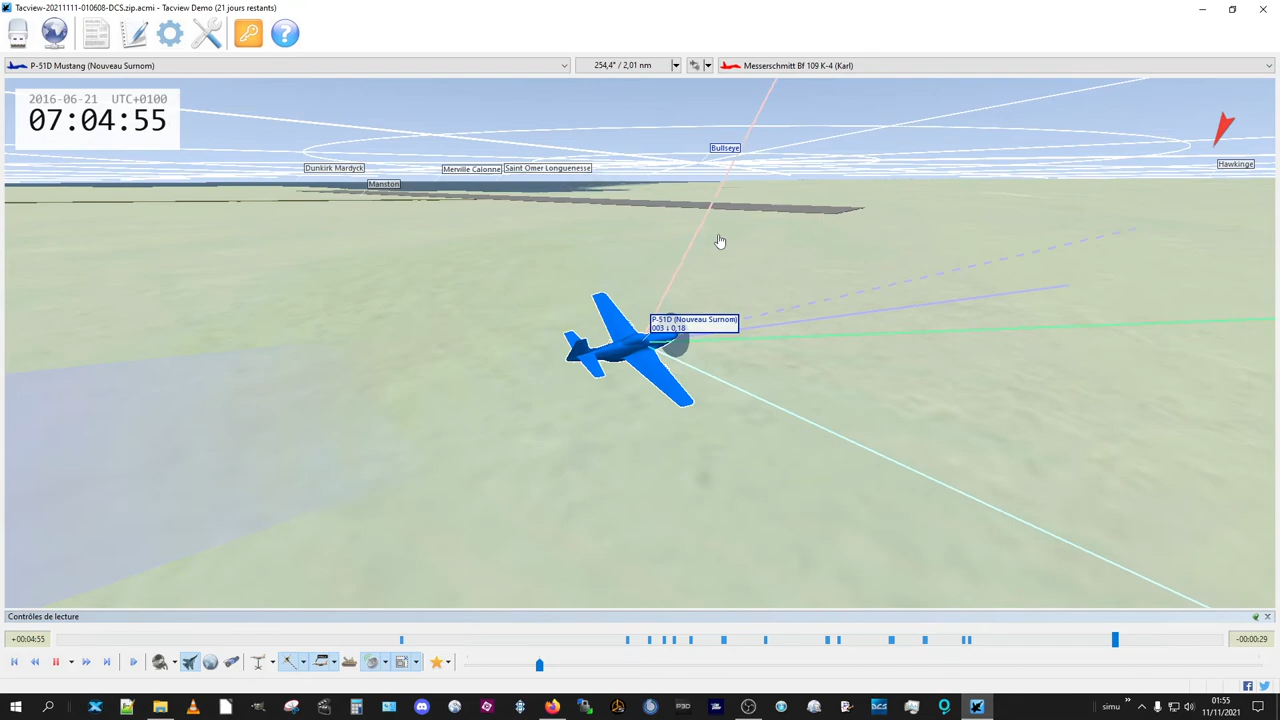 Tacview-20211111-010608-DCS.zip.acmi - Tacview Demo (21 jours restants)
P-51D Mustang (Nouveau Surnom)
254,4° / 2,01 nm
Messerschmitt Bf 109 K-4 (Karl)
2016-06-21 UTC+0100
07:04:55
Bullseye
Hawkinge
Dunkirk Mardyck
Merville Calonne
Saint Omer Longuenesse
Manston
P-51D (Nouveau Surnom)
003 ↓ 0,18
Contrôles de lecture
+00:04:55
-00:00:29
P3D
DCS
simu
01:55
11/11/2021